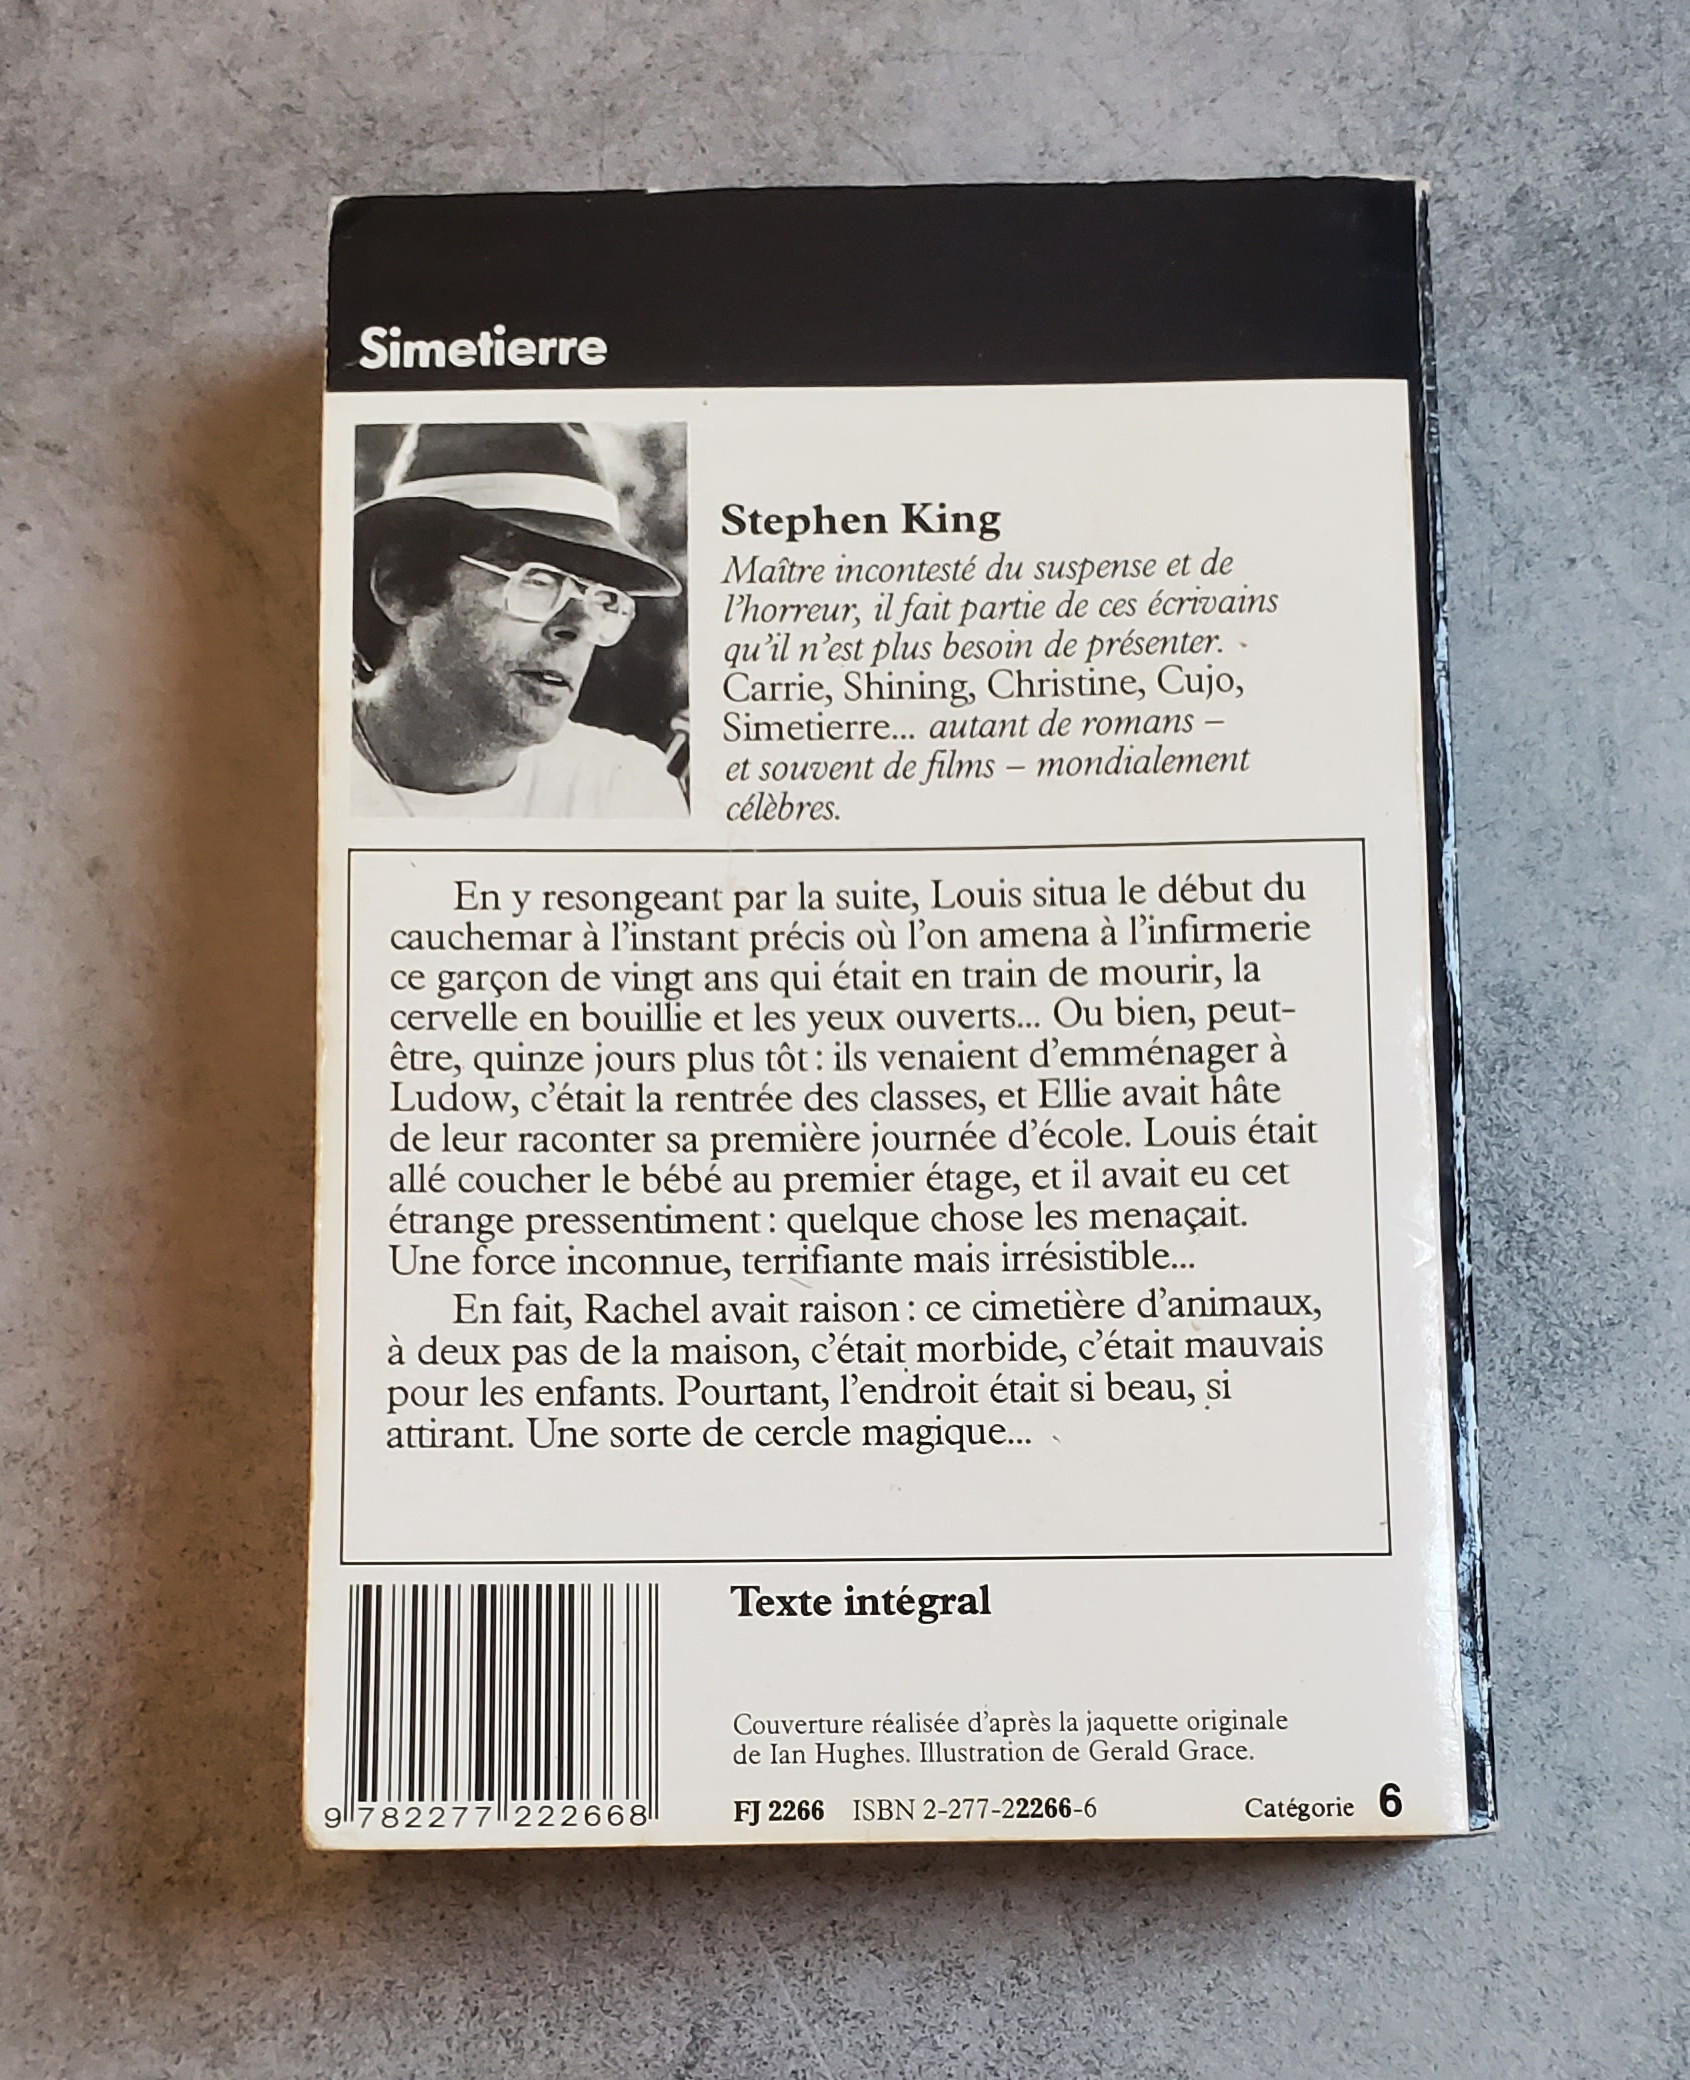 Simetierre
Stephen King
Maître incontesté du suspense et de
l'horreur, il fait partie de ces écrivains
qu'il n'est plus besoin de présenter.
Carrie, Shining, Christine, Cujo,
Simetierre... autant de romans –
et souvent de films – mondialement
célèbres.
En y resongeant par la suite, Louis situa le début du
cauchemar à l'instant précis où l'on amena à l'infirmerie
ce garçon de vingt ans qui était en train de mourir, la
cervelle en bouillie et les yeux ouverts... Ou bien, peut-
être, quinze jours plus tôt : ils venaient d'emménager à
Ludow, c'était la rentrée des classes, et Ellie avait hâte
de leur raconter sa première journée d'école. Louis était
allé coucher le bébé au premier étage, et il avait eu cet
étrange pressentiment : quelque chose les menaçait.
Une force inconnue, terrifiante mais irrésistible...
En fait, Rachel avait raison : ce cimetière d'animaux,
à deux pas de la maison, c'était morbide, c'était mauvais
pour les enfants. Pourtant, l'endroit était si beau, si
attirant. Une sorte de cercle magique...
Texte intégral
Couverture réalisée d'après la jaquette originale
de Ian Hughes. Illustration de Gerald Grace.
9 782277 222668
FJ 2266 ISBN 2-277-22266-6 Catégorie 6